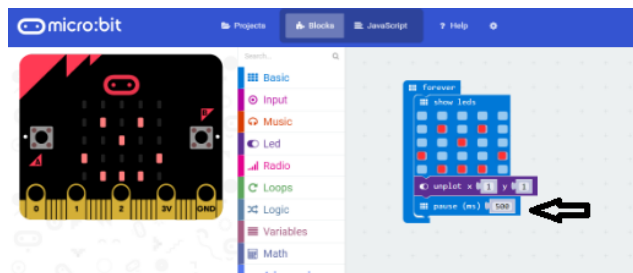 micro:bit
Projects
Blocks
JavaScript
? Help
Search...
Basic
Input
Music
Led
Radio
Loops
Logic
Variables
Math
A
B
0 1 2 3V GND
forever
show leds
unplot x 1 y 1
pause (ms) 500